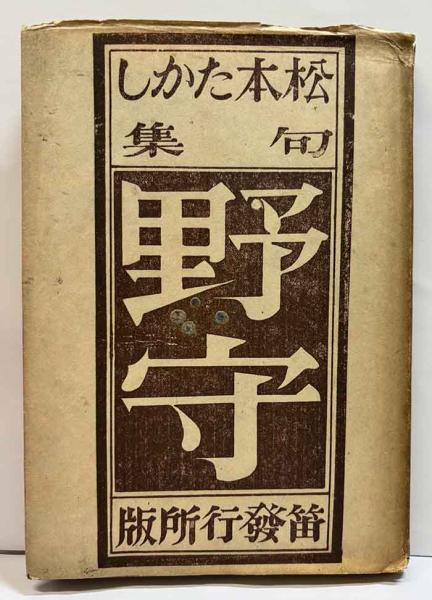 松本たかし
句集
野守
笛發行所版